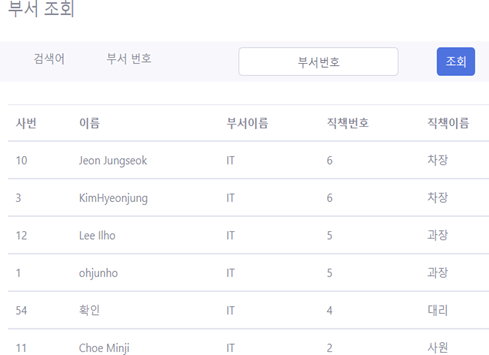 부서 조회
검색어 부서 번호 부서번호 조회
사번 이름 부서이름 직책번호 직책이름
10 Jeon Jungseok IT 6 차장
3 KimHyeonjung IT 6 차장
12 Lee Ilho IT 5 과장
1 ohjunho IT 5 과장
54 확인 IT 4 대리
11 Choe Minji IT 2 사원